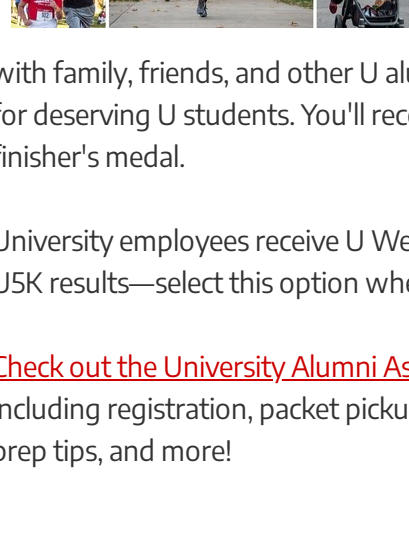 with family, friends, and other U al
for deserving U students. You'll rec
finisher's medal.
University employees receive U We
U5K results—select this option whe
Check out the University Alumni As
including registration, packet picku
prep tips, and more!